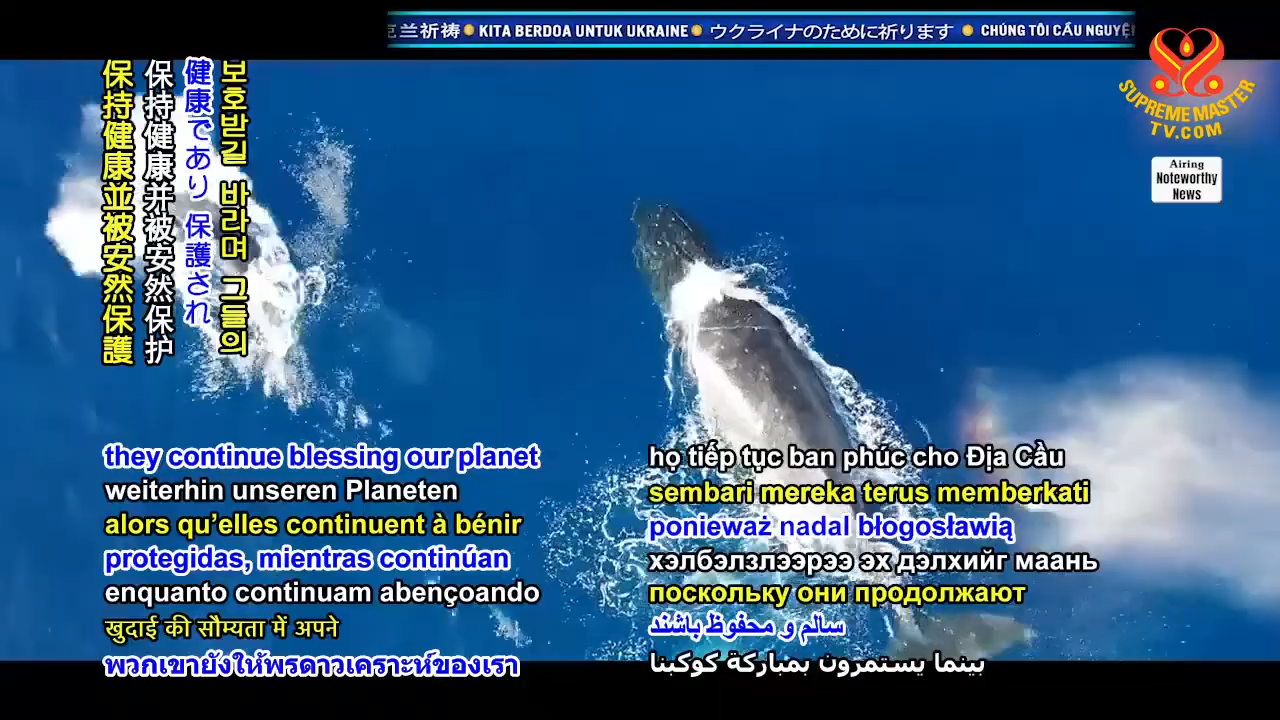 兰祈祷 KITA BERDOA UNTUK UKRAINE ウクライナのために祈ります CHÚNG TÔI CẦU NGUYỆN
SUPREME MASTER
TV.COM
Airing
Noteworthy
News
보호받길 바라며 그들의
健康であり 保護され
保持健康并被安然保护
保持健康並被安然保護
they continue blessing our planet
weiterhin unseren Planeten
alors qu’elles continuent à bénir
protegidas, mientras continúan
enquanto continuam abençoando
खुदाई की सौम्यता में अपने
พวกเขายังให้พรดาวเคราะห์ของเรา
họ tiếp tục ban phúc cho Địa Cầu
sembari mereka terus memberkati
ponieważ nadal błogosławią
хэлбэлзлээрээ эх дэлхийг маань
поскольку они продолжают
سالم و محفوظ باشند
بينما يستمرون بمباركة كوكبنا